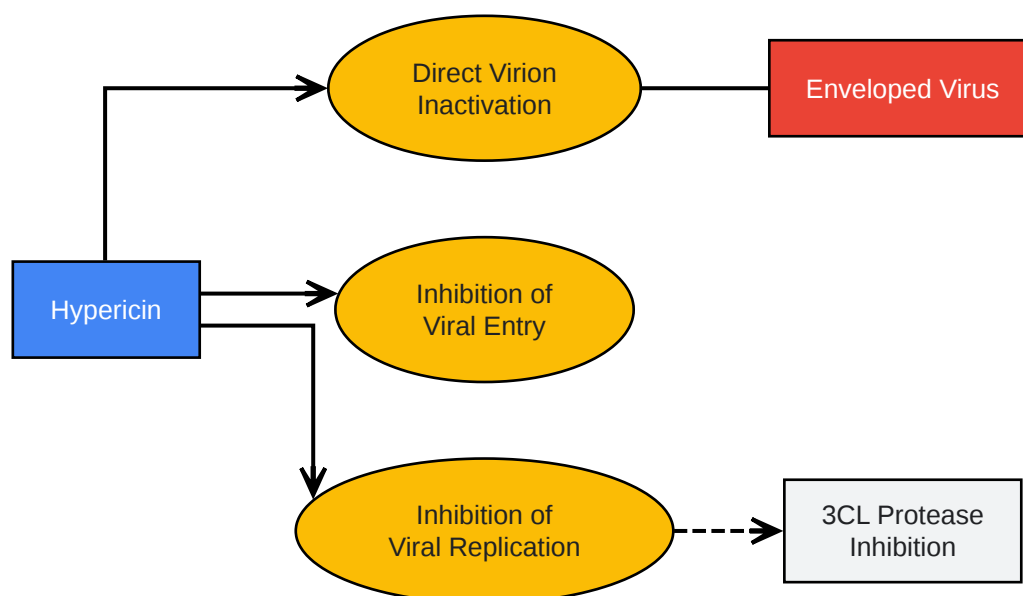 Direct Virion
Inactivation
Enveloped Virus
Hypericin
Inhibition of
Viral Entry
Inhibition of
Viral Replication
3CL Protease
Inhibition